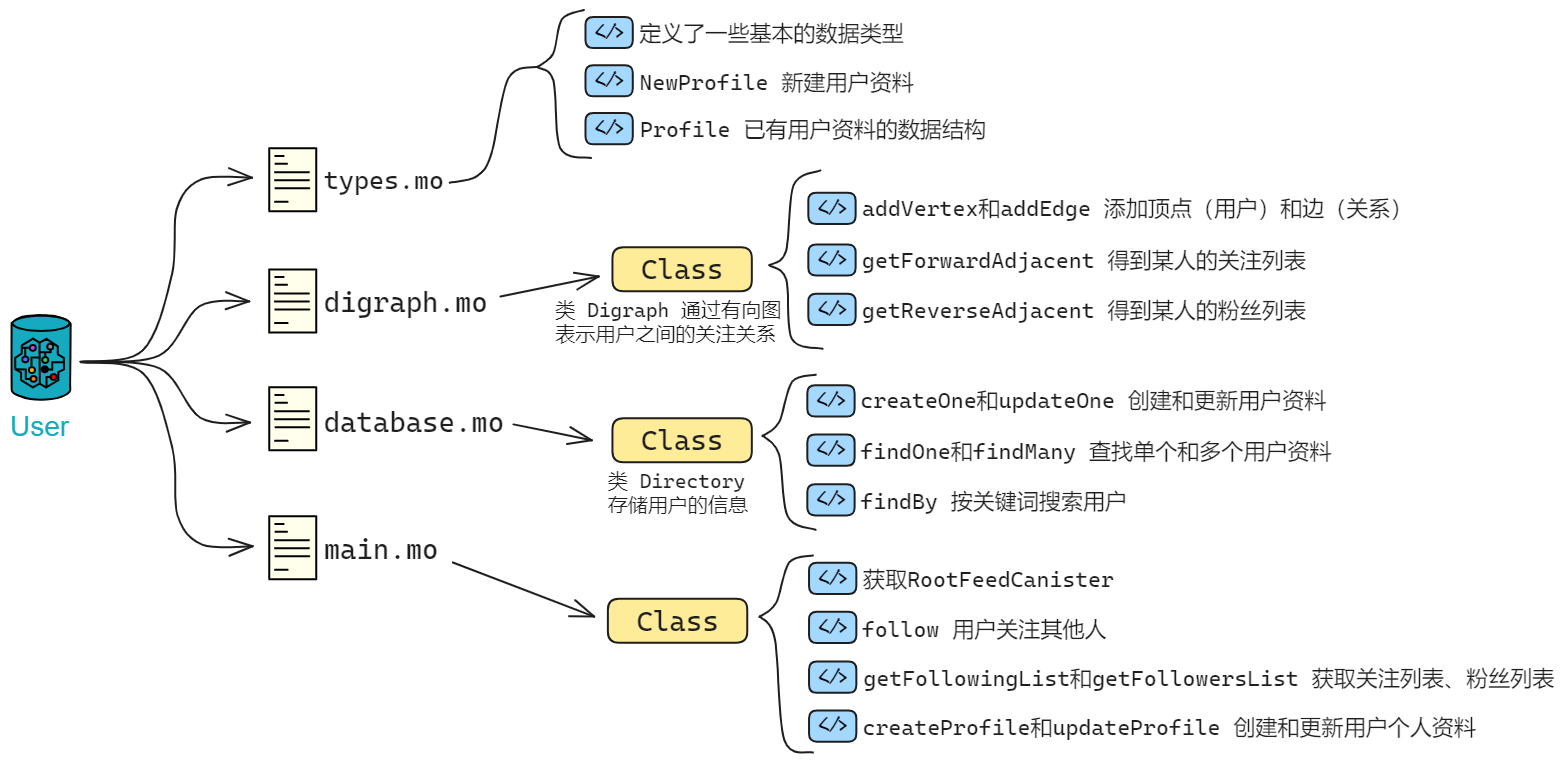 定义了一些基本的数据类型
NewProfile 新建用户资料
Profile 已有用户资料的数据结构
types.mo
addVertex和addEdge 添加顶点（用户）和边（关系）
getForwardAdjacent 得到某人的关注列表
getReverseAdjacent 得到某人的粉丝列表
digraph.mo
Class
类 Digraph 通过有向图
表示用户之间的关注关系
User
createOne和updateOne 创建和更新用户资料
findOne和findMany 查找单个和多个用户资料
findBy 按关键词搜索用户
database.mo
Class
类 Directory
存储用户的信息
main.mo
Class
获取RootFeedCanister
follow 用户关注其他人
getFollowingList和getFollowersList 获取关注列表、粉丝列表
createProfile和updateProfile 创建和更新用户个人资料